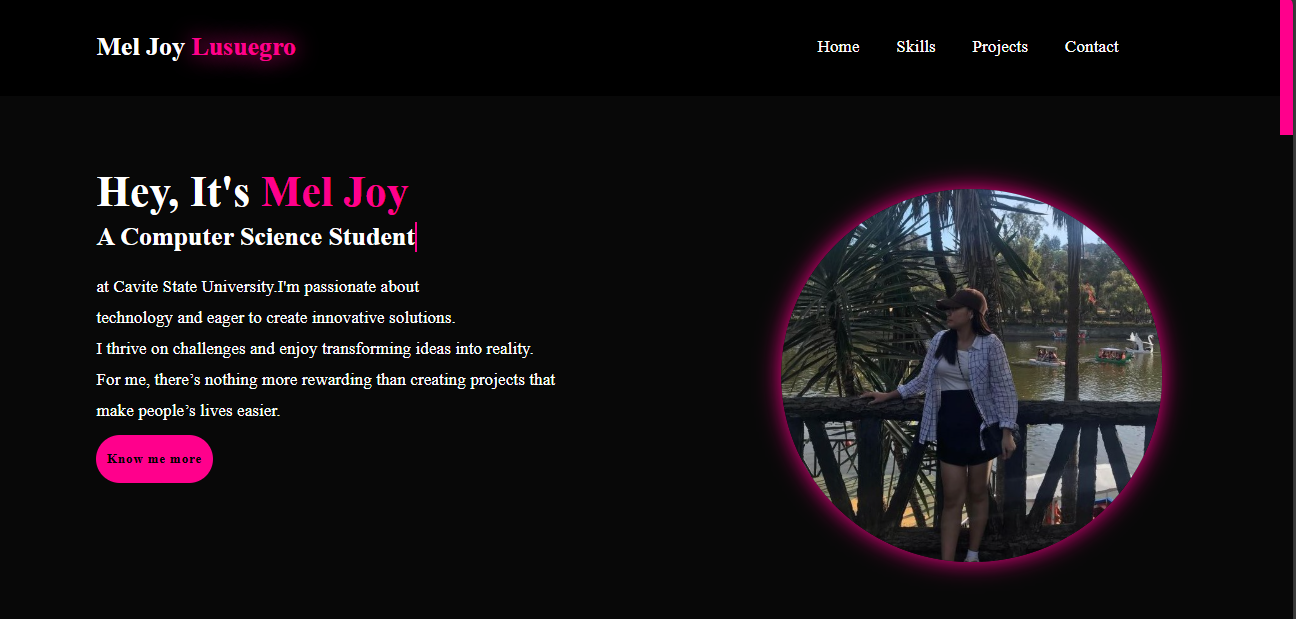 Mel Joy Lusuegro
Home Skills Projects Contact
Hey, It's Mel Joy
A Computer Science Student
at Cavite State University.I'm passionate about
technology and eager to create innovative solutions.
I thrive on challenges and enjoy transforming ideas into reality.
For me, there’s nothing more rewarding than creating projects that
make people’s lives easier.
Know me more